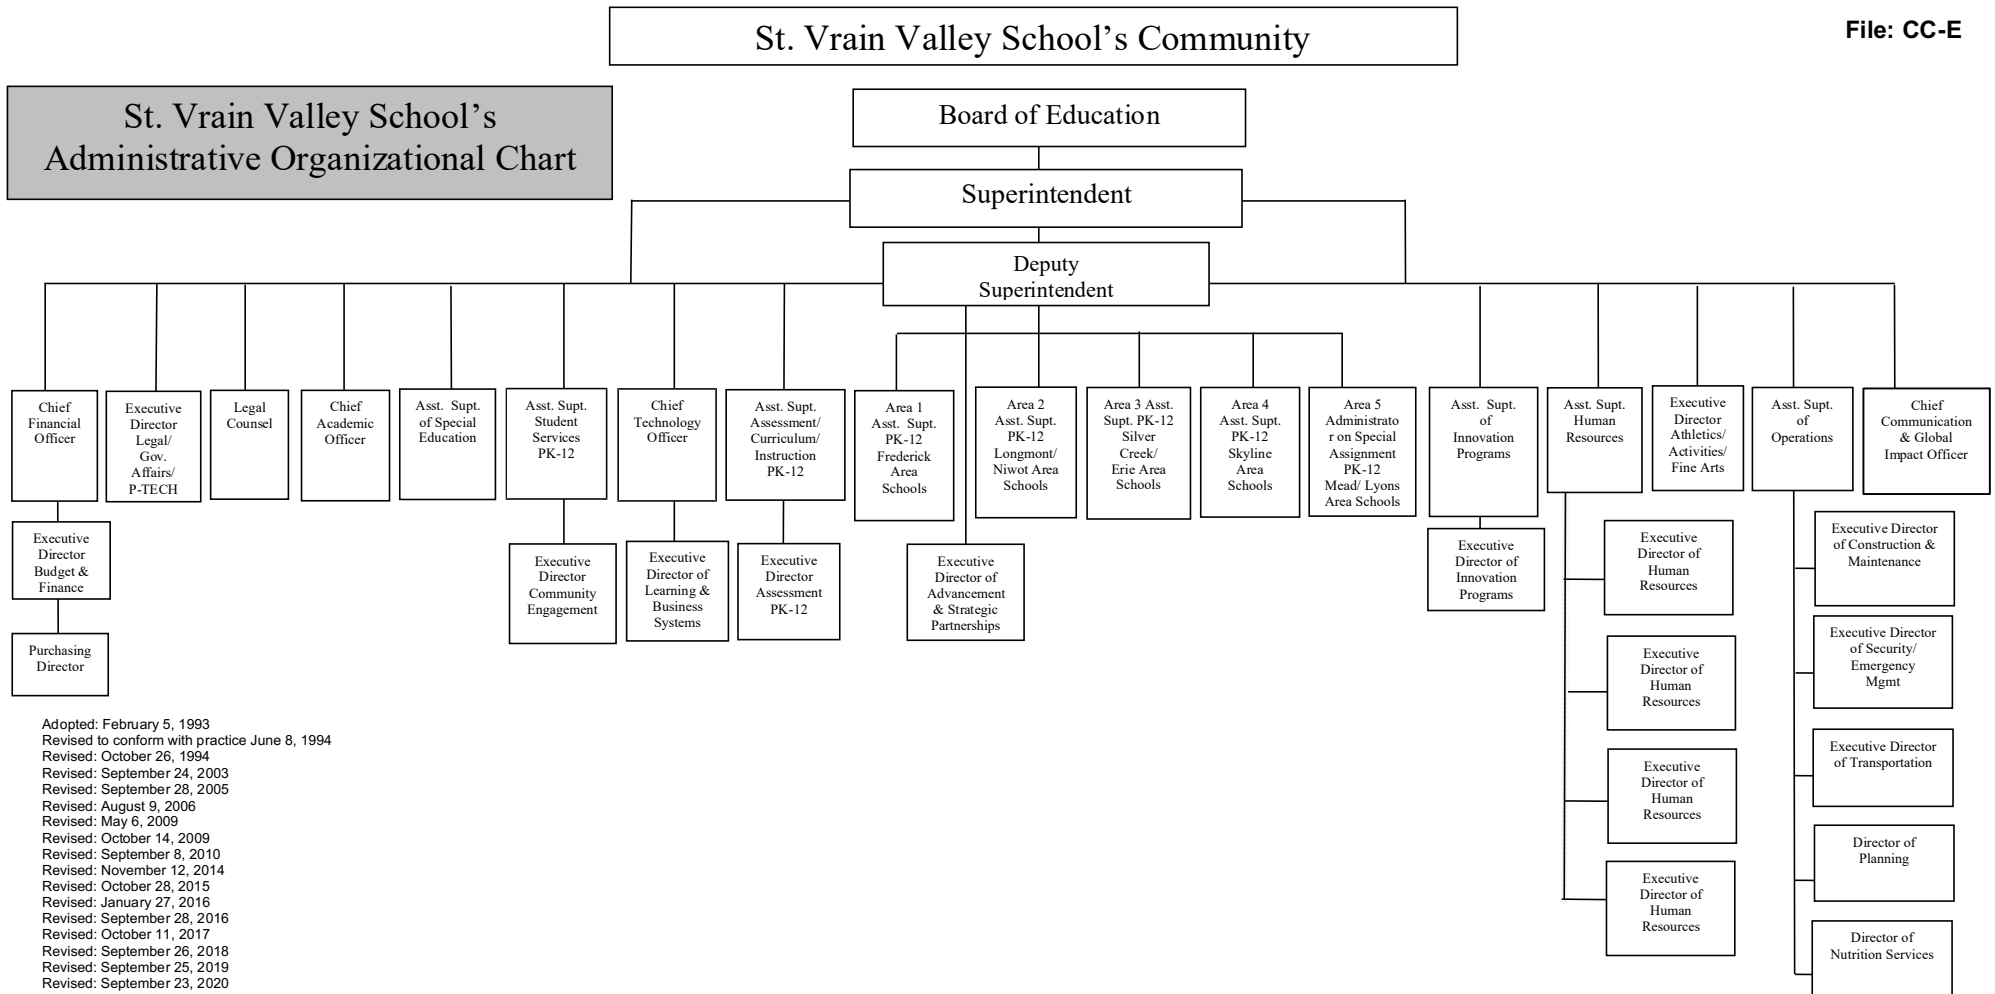 St. Vrain Valley School's Community
File: CC-E
St. Vrain Valley School's
Administrative Organizational Chart
Board of Education
Superintendent
Deputy
Superintendent
Chief
Financial
Officer
Executive
Director
Legal/
Gov.
Affairs/
P-TECH
Legal
Counsel
Chief
Academic
Officer
Asst. Supt.
of Special
Education
Asst. Supt.
Student
Services
PK-12
Chief
Technology
Officer
Asst. Supt.
Assessment/
Curriculum/
Instruction
PK-12
Area 1
Asst. Supt.
PK-12
Frederick
Area
Schools
Area 2
Asst. Supt.
PK-12
Longmont/
Niwot Area
Schools
Area 3 Asst.
Supt. PK-12
Silver
Creek/
Erie Area
Schools
Area 4
Asst. Supt.
PK-12
Skyline
Area
Schools
Area 5
Administrato
r on Special
Assignment
PK-12
Mead/ Lyons
Area Schools
Asst. Supt.
of
Innovation
Programs
Asst. Supt.
Human
Resources
Executive
Director
Athletics/
Activities/
Fine Arts
Asst. Supt.
of
Operations
Chief
Communication
& Global
Impact Officer
Executive
Director
Budget &
Finance
Purchasing
Director
Executive
Director
Community
Engagement
Executive
Director of
Learning &
Business
Systems
Executive
Director
Assessment
PK-12
Executive
Director of
Advancement
& Strategic
Partnerships
Executive
Director of
Innovation
Programs
Executive
Director of
Human
Resources
Executive
Director of
Human
Resources
Executive
Director of
Human
Resources
Executive
Director of
Human
Resources
Executive Director
of Construction &
Maintenance
Executive Director
of Security/
Emergency
Mgmt
Executive Director
of Transportation
Director of
Planning
Director of
Nutrition Services
Adopted: February 5, 1993
Revised to conform with practice June 8, 1994
Revised: October 26, 1994
Revised: September 24, 2003
Revised: September 28, 2005
Revised: August 9, 2006
Revised: May 6, 2009
Revised: October 14, 2009
Revised: September 8, 2010
Revised: November 12, 2014
Revised: October 28, 2015
Revised: January 27, 2016
Revised: September 28, 2016
Revised: October 11, 2017
Revised: September 26, 2018
Revised: September 25, 2019
Revised: September 23, 2020